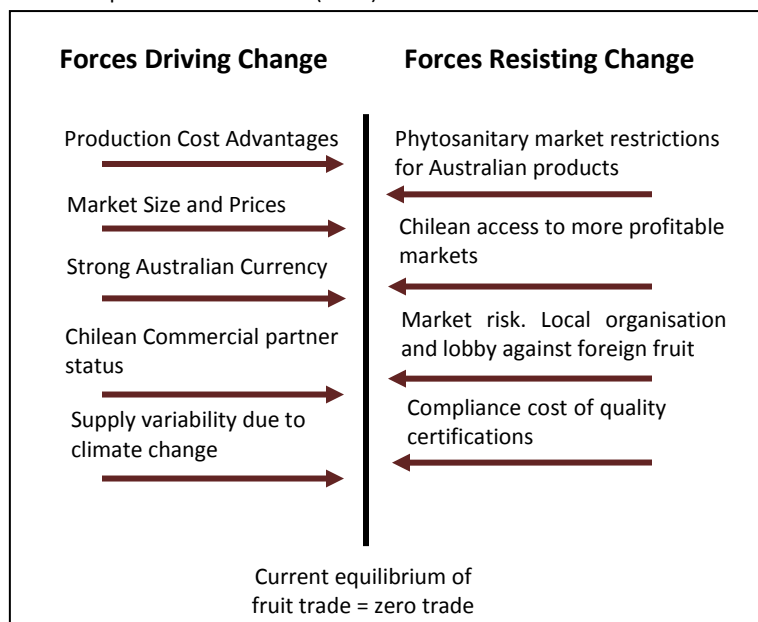 Forces Driving Change
Forces Resisting Change
Production Cost Advantages
Market Size and Prices
Strong Australian Currency
Chilean Commercial partner
status
Supply variability due to
climate change
Phytosanitary market restrictions
for Australian products
Chilean access to more profitable
markets
Market risk. Local organisation
and lobby against foreign fruit
Compliance cost of quality
certifications
Current equilibrium of
fruit trade = zero trade